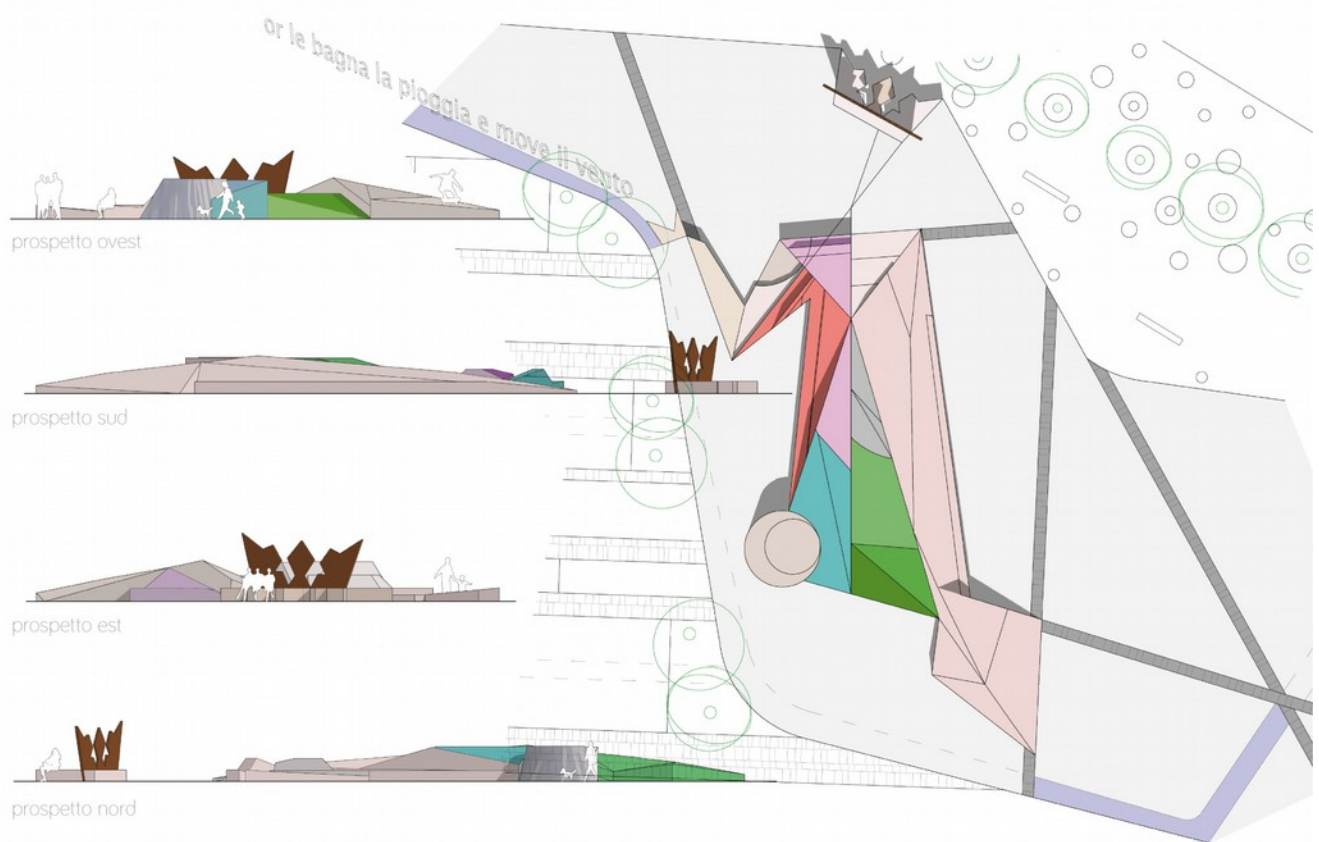 or le bagna la pioggia e move il vento
prospetto ovest
prospetto sud
prospetto est
prospetto nord